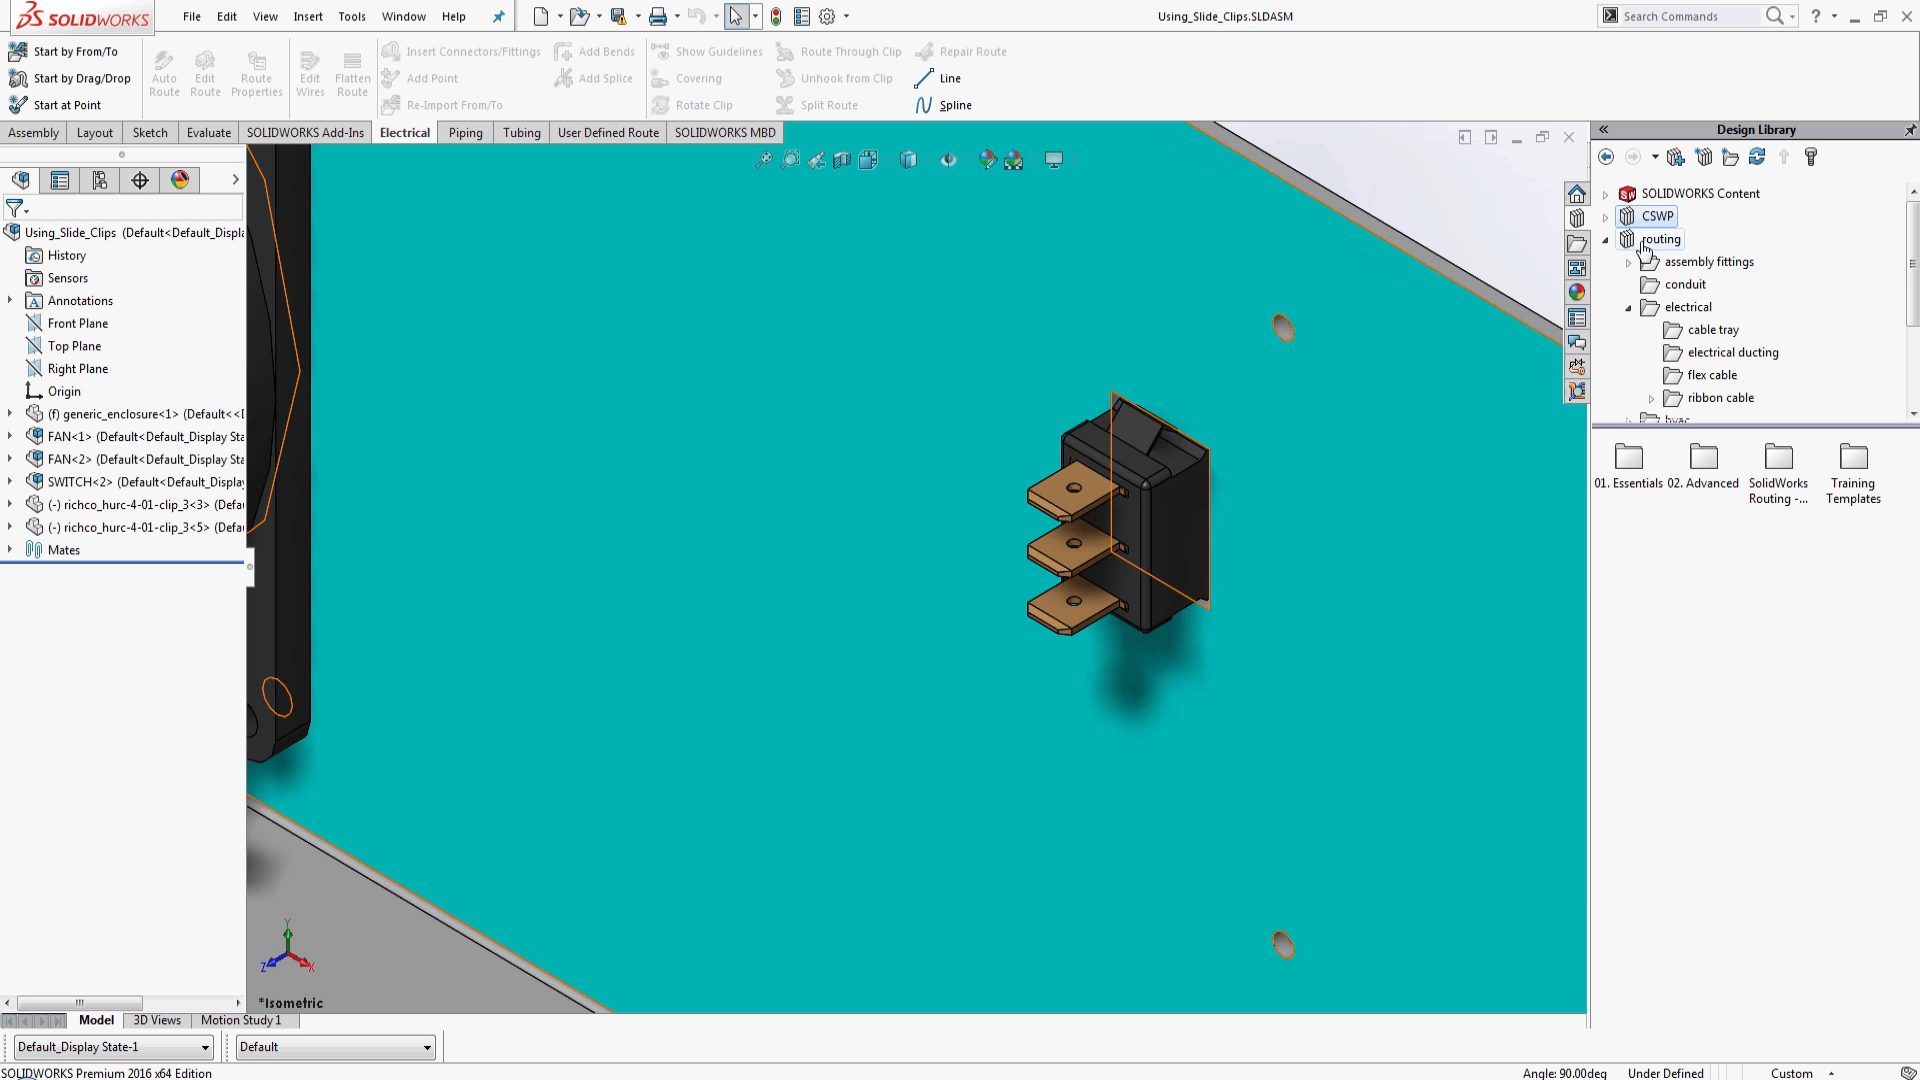 SOLIDWORKS
File Edit View Insert Tools Window Help
Using_Slide_Clips.SLDASM
Search Commands
Start by From/To
Start by Drag/Drop
Start at Point
Auto Route
Edit Route
Route Properties
Edit Wires
Flatten Route
Insert Connectors/Fittings
Add Point
Re-Import From/To
Add Bends
Add Splice
Show Guidelines
Covering
Rotate Clip
Route Through Clip
Unhook from Clip
Split Route
Repair Route
Line
Spline
Assembly Layout Sketch Evaluate SOLIDWORKS Add-Ins Electrical Piping Tubing User Defined Route SOLIDWORKS MBD
Using_Slide_Clips (Default<Default_Displa
History
Sensors
Annotations
Front Plane
Top Plane
Right Plane
Origin
(f) generic_enclosure<1> (Default<<D
FAN<1> (Default<Default_Display Sta
FAN<2> (Default<Default_Display Sta
SWITCH<2> (Default<Default_Display
(-) richco_hurc-4-01-clip_3<3> (Defau
(-) richco_hurc-4-01-clip_3<5> (Defau
Mates
Y
Z
X
*Isometric
Design Library
SOLIDWORKS Content
CSWP
routing
assembly fittings
conduit
electrical
cable tray
electrical ducting
flex cable
ribbon cable
hvac
01. Essentials
02. Advanced
SolidWorks Routing -...
Training Templates
Model 3D Views Motion Study 1
Default_Display State-1
Default
SOLIDWORKS Premium 2016 x64 Edition
Angle: 90.00deg
Under Defined
Custom